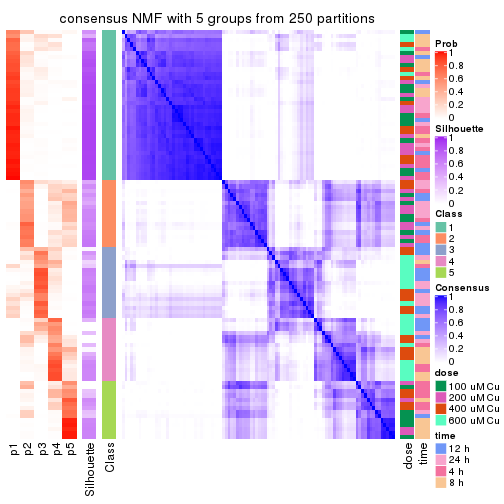 consensus NMF with 5 groups from 250 partitions
Prob
1
0.8
0.6
0.4
0.2
0
Silhouette
1
0.8
0.6
0.4
0.2
0
Class
1
2
3
4
5
Consensus
1
0.8
0.6
0.4
0.2
0
dose
100 uM Cu
200 uM Cu
400 uM Cu
600 uM Cu
time
12 h
24 h
4 h
8 h
p1
p2
p3
p4
p5
Silhouette
Class
dose
time